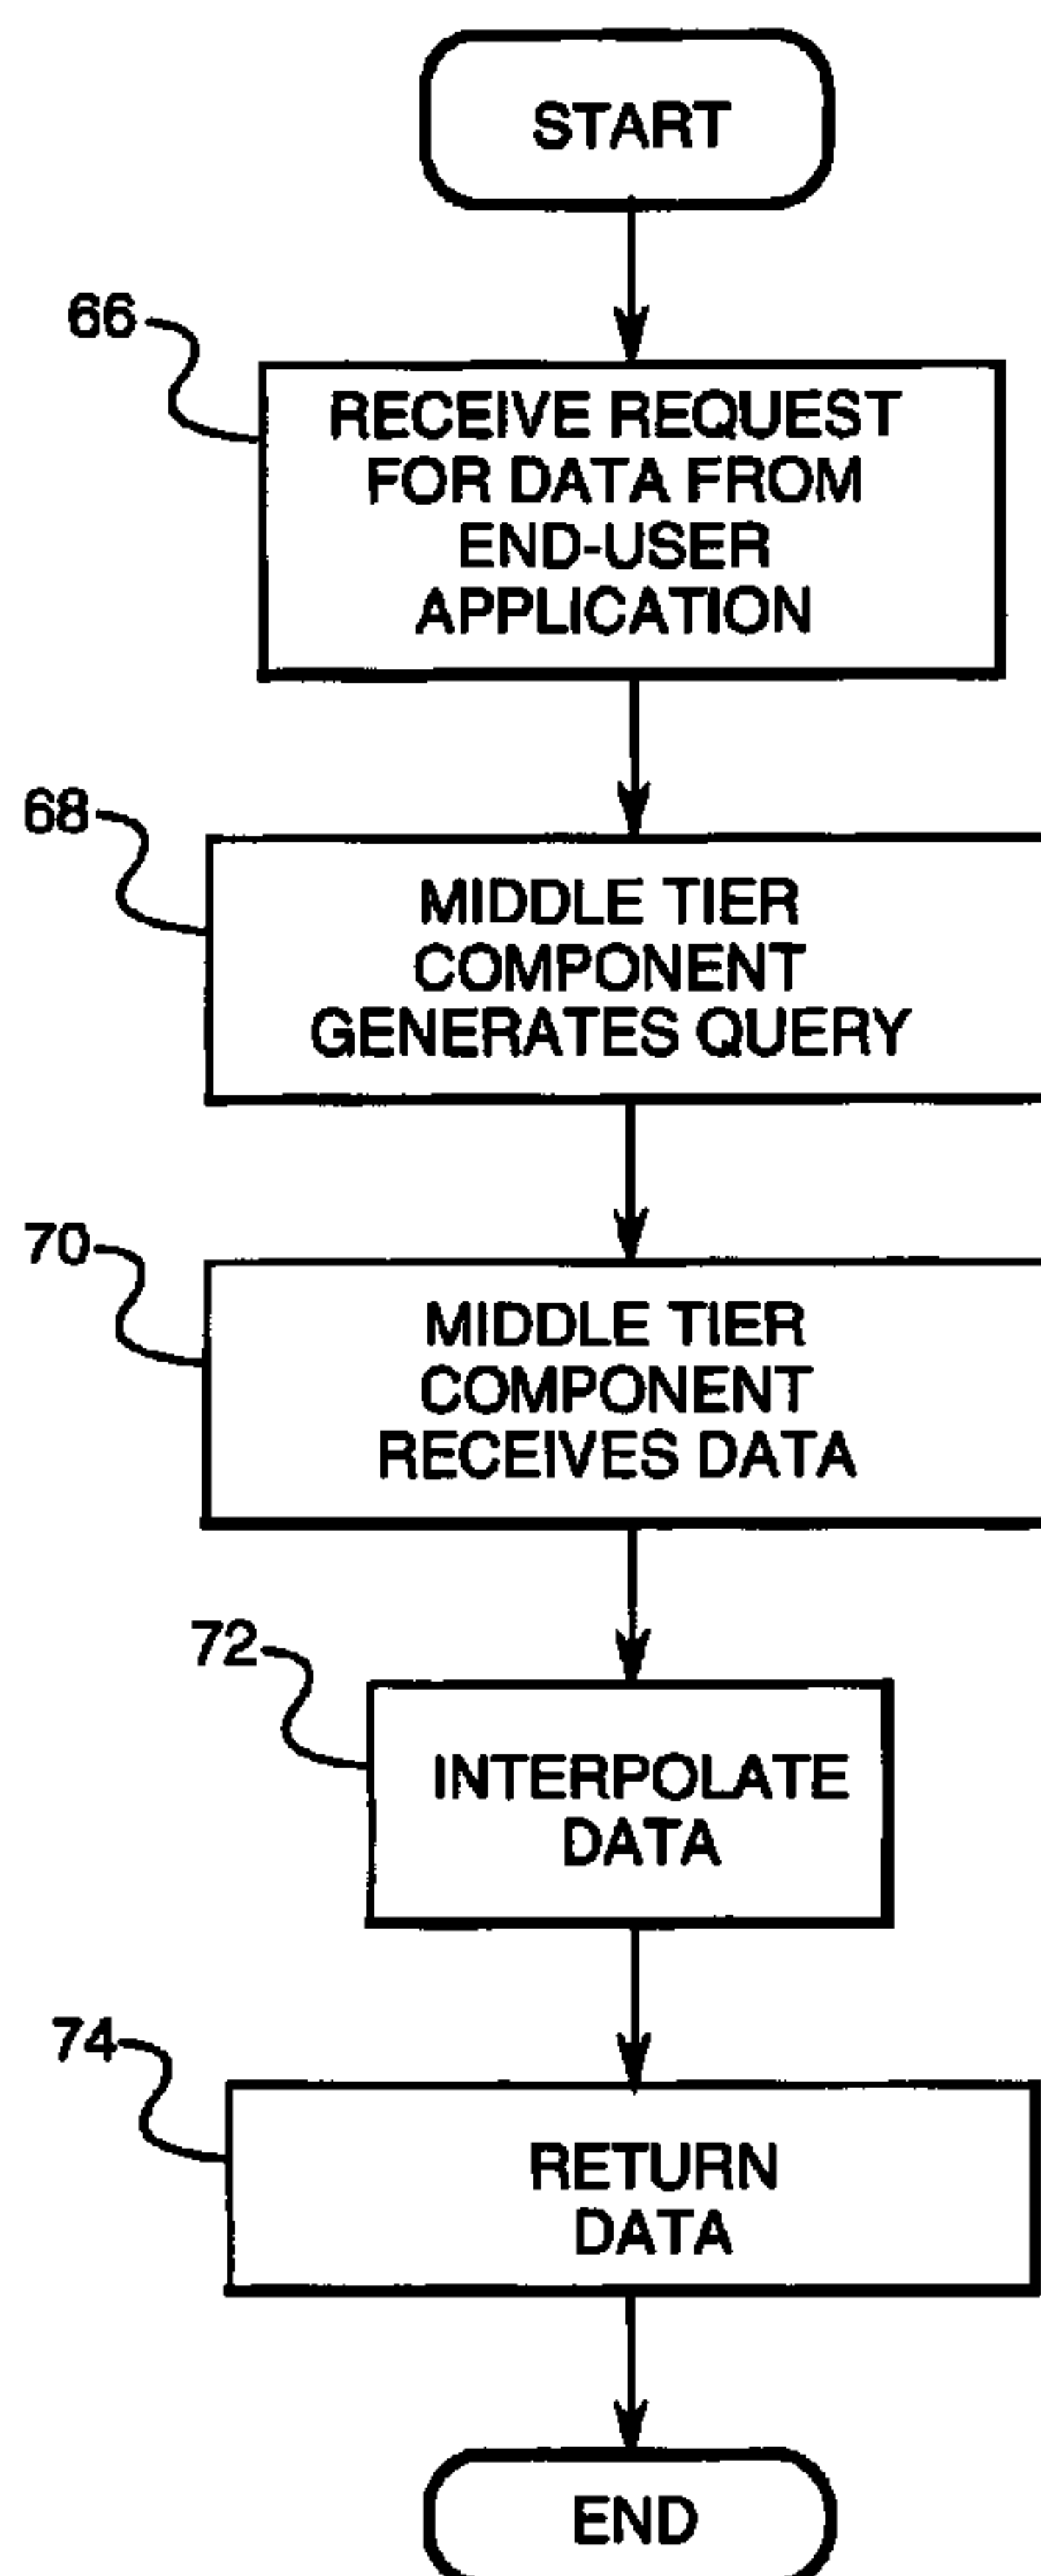 START
66
RECEIVE REQUEST
FOR DATA FROM
END-USER
APPLICATION
68
MIDDLE TIER
COMPONENT
GENERATES QUERY
70
MIDDLE TIER
COMPONENT
RECEIVES DATA
72
INTERPOLATE
DATA
74
RETURN
DATA
END